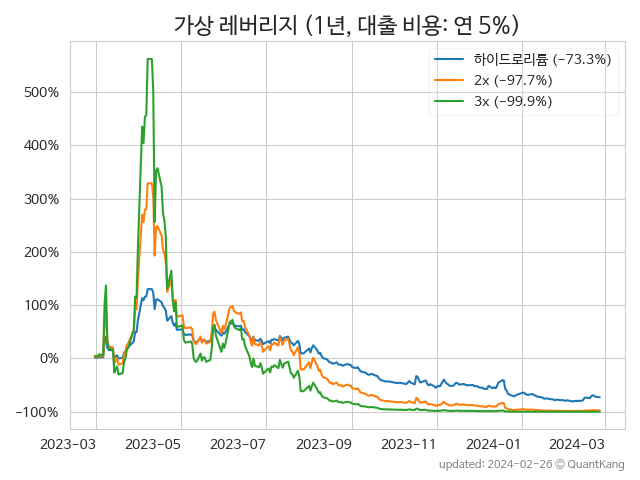 가상 레버리지 (1년, 대출 비용: 연 5%)
하이드로리튬 (-73.3%)
2x (-97.7%)
3x (-99.9%)
500%
400%
300%
200%
100%
0%
-100%
2023-03 2023-05 2023-07 2023-09 2023-11 2024-01 2024-03
updated: 2024-02-26 © QuantKang